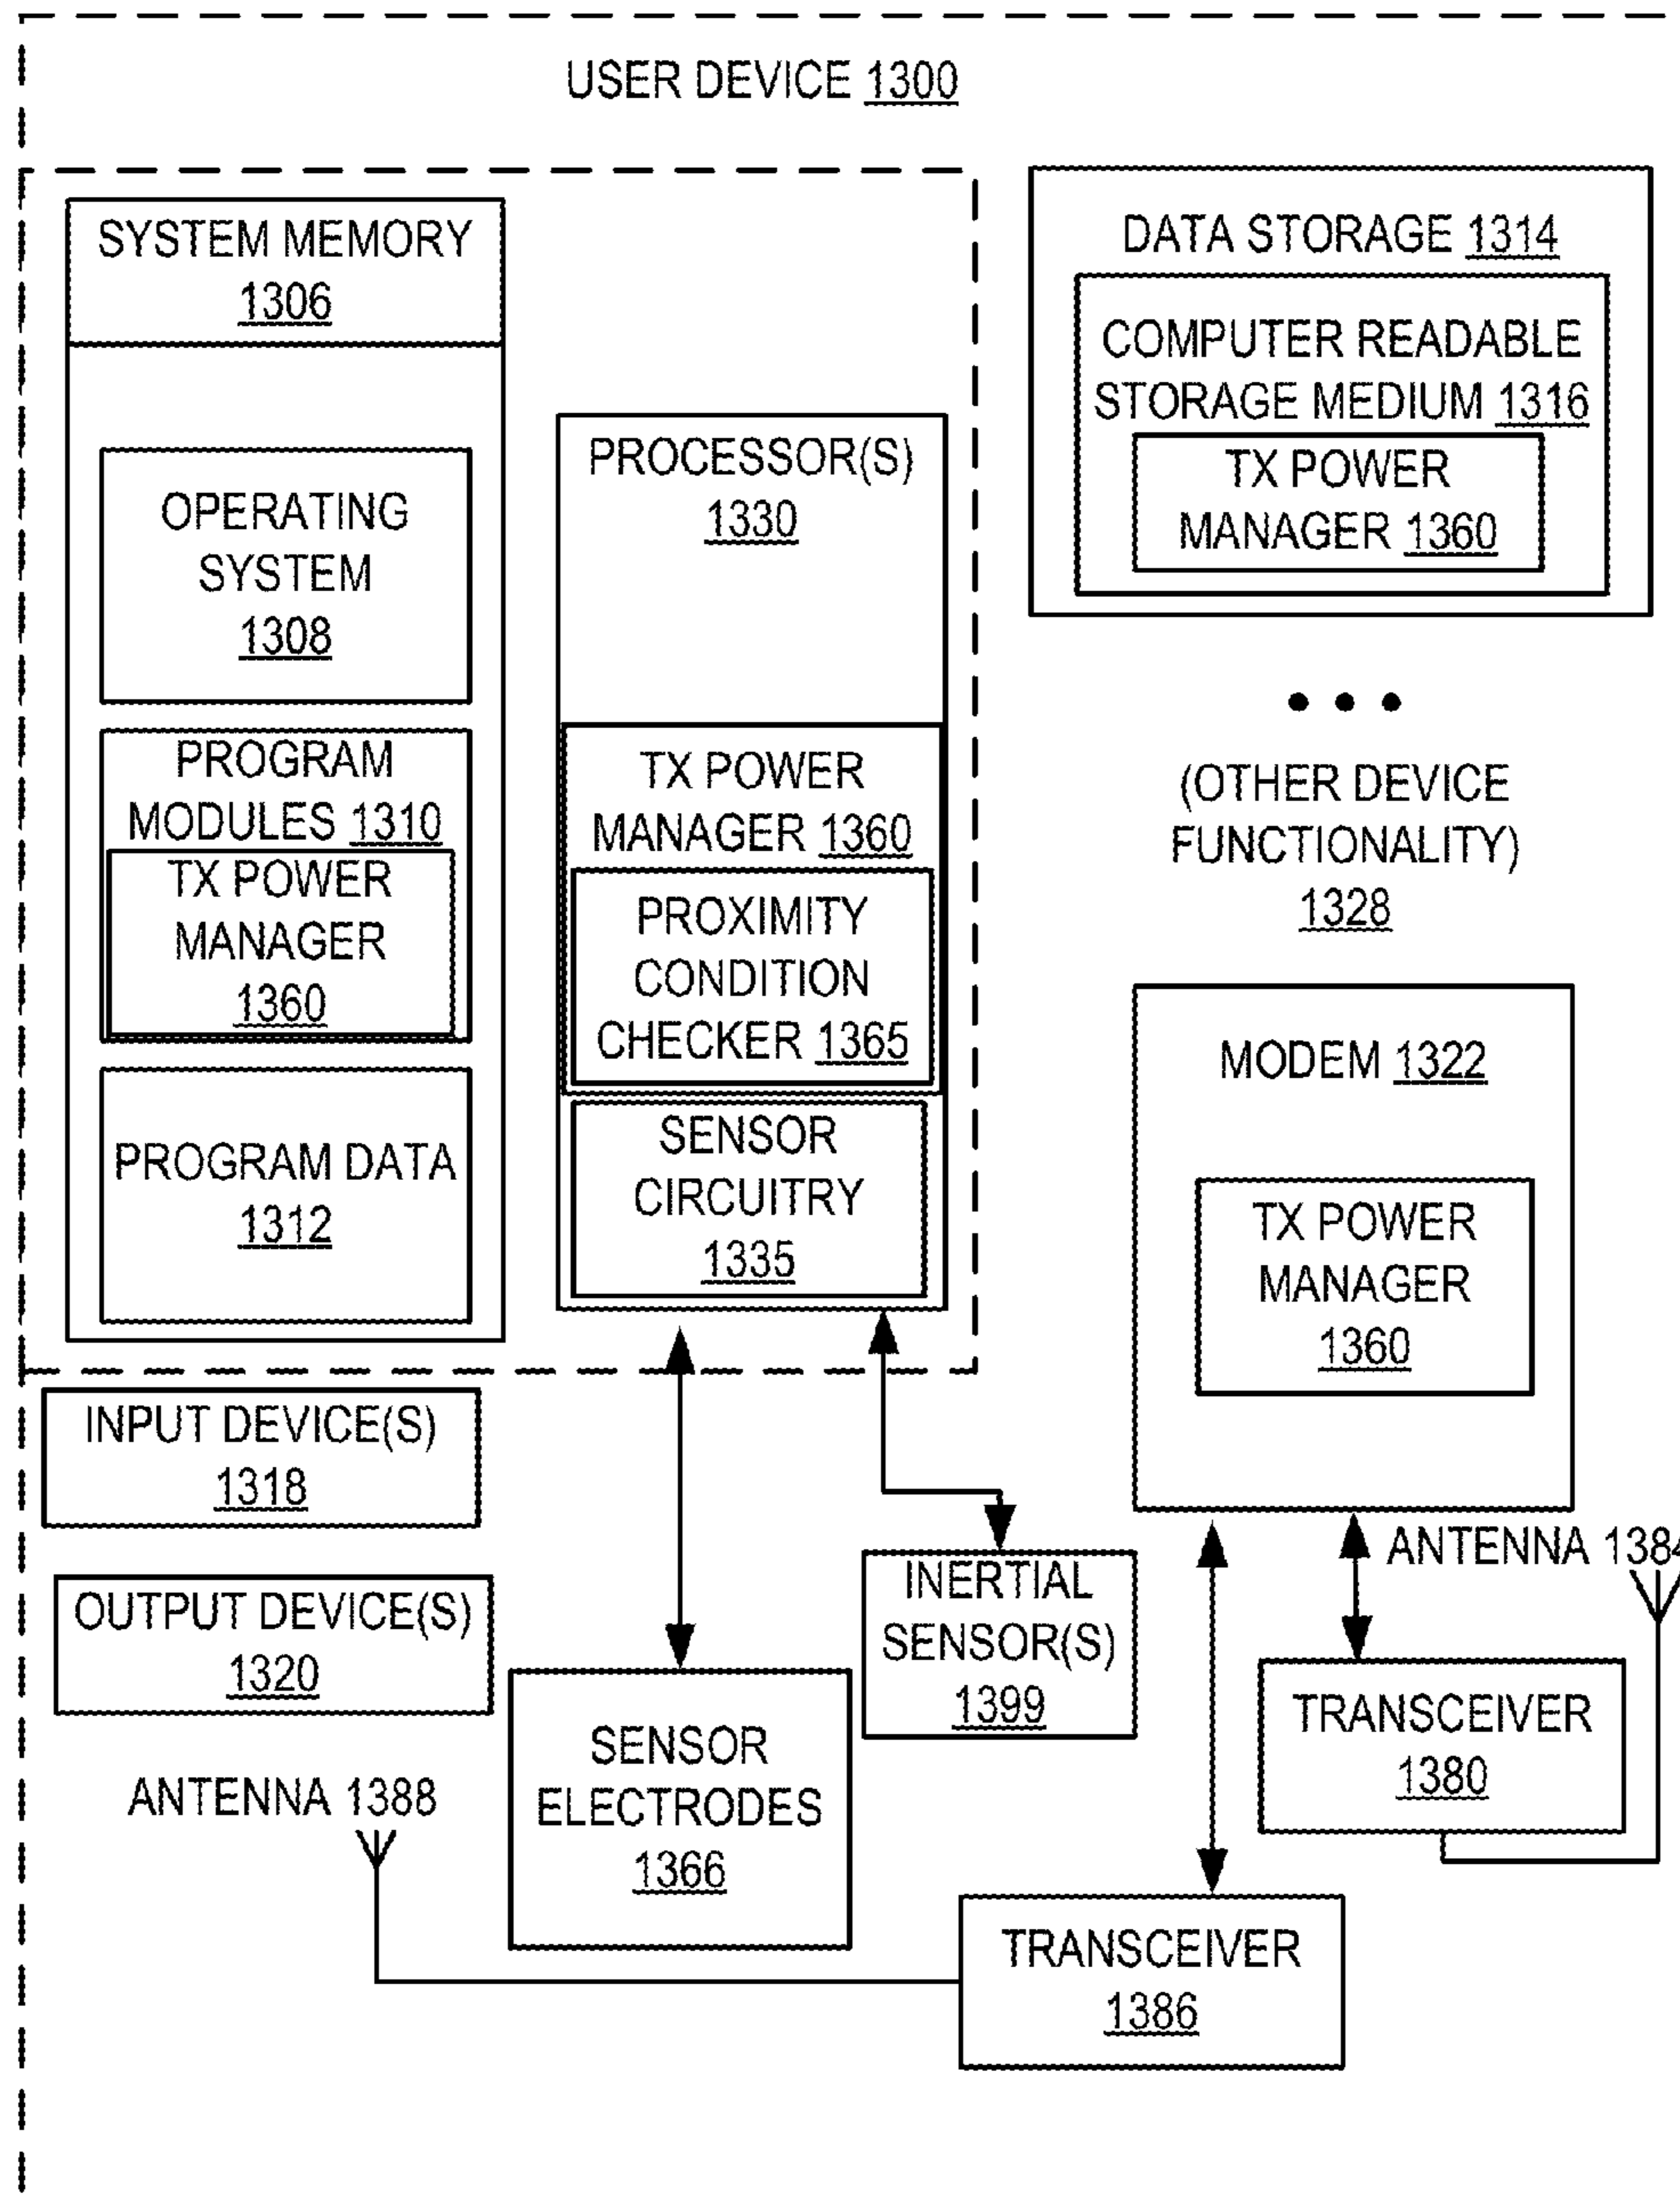 USER DEVICE 1300
SYSTEM MEMORY
1306
OPERATING
SYSTEM
1308
PROGRAM
MODULES 1310
TX POWER
MANAGER
1360
PROGRAM DATA
1312
PROCESSOR(S)
1330
TX POWER
MANAGER 1360
PROXIMITY
CONDITION
CHECKER 1365
SENSOR
CIRCUITRY
1335
DATA STORAGE 1314
COMPUTER READABLE
STORAGE MEDIUM 1316
TX POWER
MANAGER 1360
(OTHER DEVICE
FUNCTIONALITY)
1328
MODEM 1322
TX POWER
MANAGER
1360
INPUT DEVICE(S)
1318
OUTPUT DEVICE(S)
1320
ANTENNA 1388
SENSOR
ELECTRODES
1366
INERTIAL
SENSOR(S)
1399
ANTENNA 1384
TRANSCEIVER
1380
TRANSCEIVER
1386